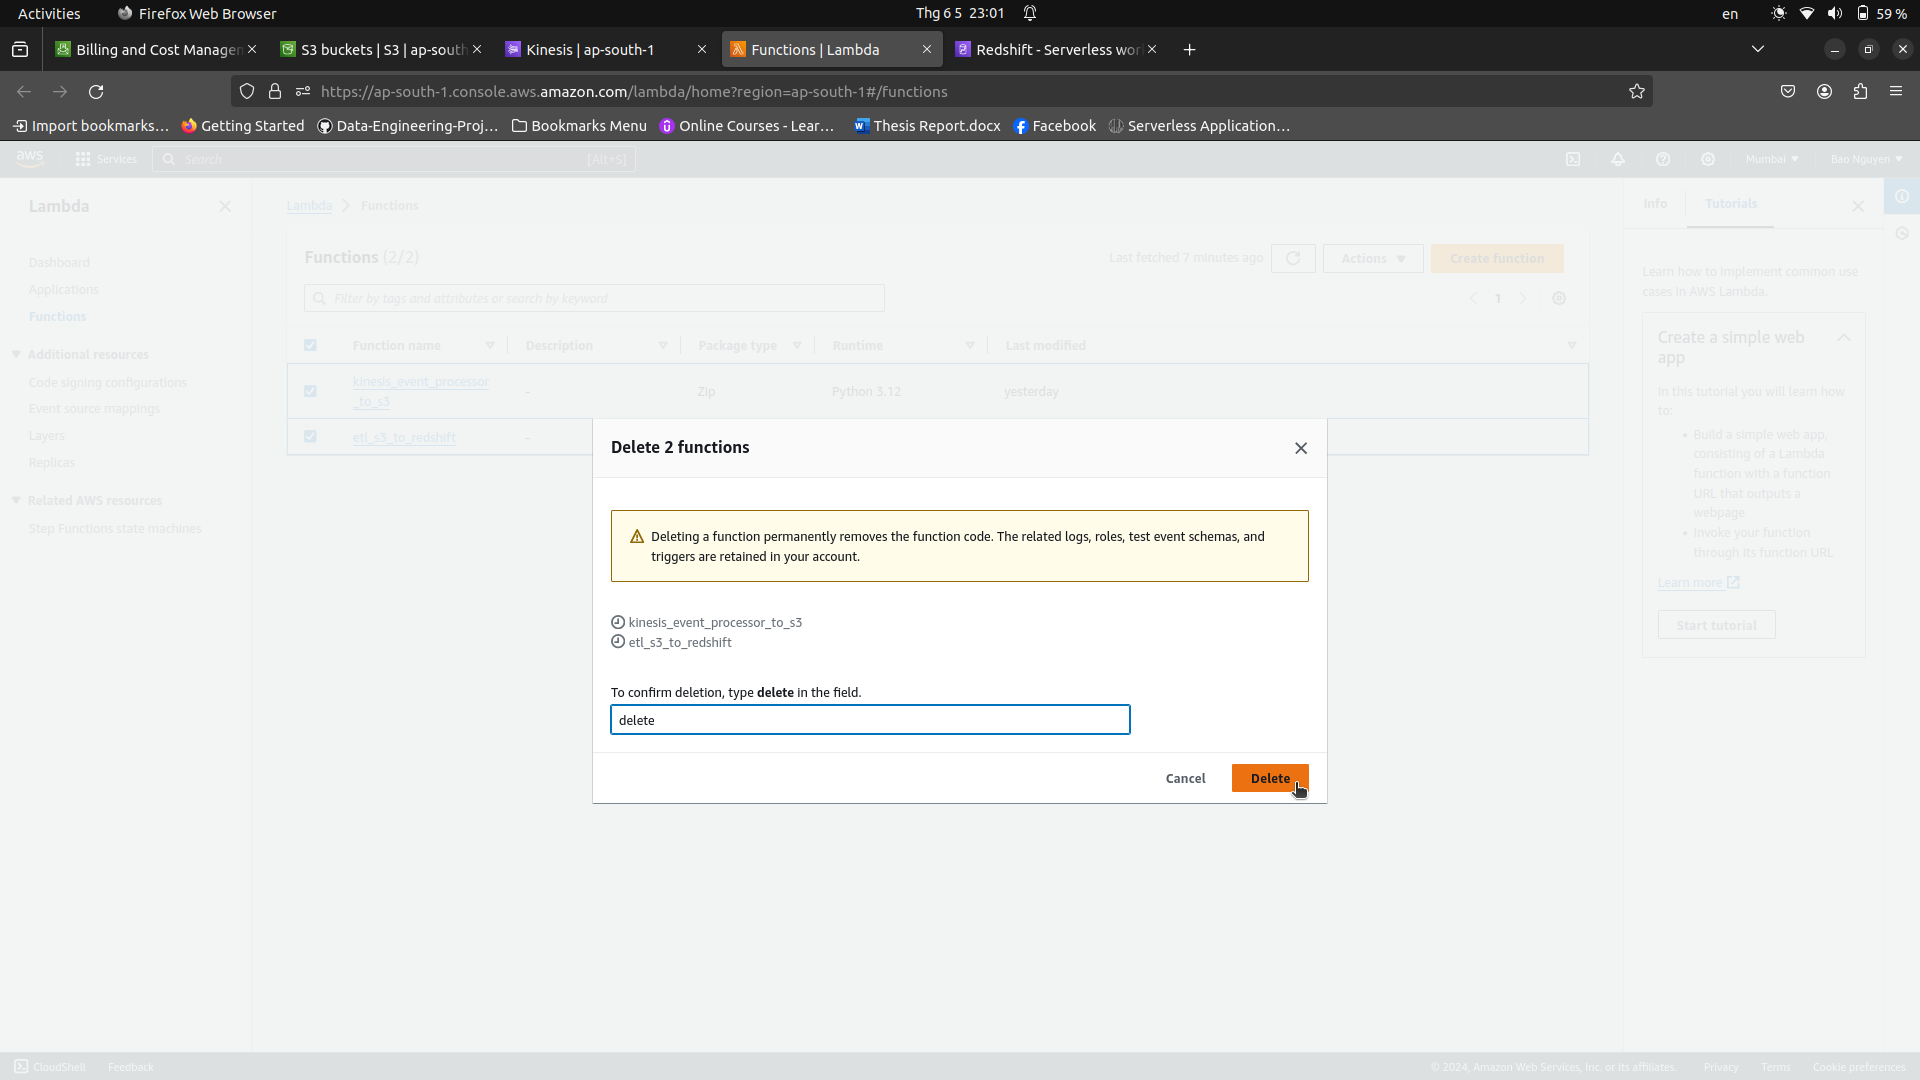 Activities
Firefox Web Browser
Thg 6 5 23:01
en
59 %
Billing and Cost Managen
S3 buckets | S3 | ap-south
Kinesis | ap-south-1
Functions | Lambda
Redshift - Serverless wor
https://ap-south-1.console.aws.amazon.com/lambda/home?region=ap-south-1#/functions
Import bookmarks...
Getting Started
Data-Engineering-Proj...
Bookmarks Menu
Online Courses - Lear...
Thesis Report.docx
Facebook
Serverless Application...
aws
Services
Search
[Alt+S]
Mumbai
Bao Nguyen
Lambda
Dashboard
Applications
Functions
Additional resources
Code signing configurations
Event source mappings
Layers
Replicas
Related AWS resources
Step Functions state machines
Lambda
Functions
Functions (2/2)
Last fetched 7 minutes ago
Actions
Create function
Filter by tags and attributes or search by keyword
1
Function name
Description
Package type
Runtime
Last modified
kinesis_event_processor
_to_s3
-
Zip
Python 3.12
yesterday
etl_s3_to_redshift
-
Delete 2 functions
Deleting a function permanently removes the function code. The related logs, roles, test event schemas, and
triggers are retained in your account.
kinesis_event_processor_to_s3
etl_s3_to_redshift
To confirm deletion, type delete in the field.
delete
Cancel
Delete
Info
Tutorials
Learn how to implement common use
cases in AWS Lambda.
Create a simple web
app
In this tutorial you will learn how
to:
• Build a simple web app,
consisting of a Lambda
function with a function
URL that outputs a
webpage
• Invoke your function
through its function URL
Learn more
Start tutorial
CloudShell
Feedback
© 2024, Amazon Web Services, Inc. or its affiliates.
Privacy
Terms
Cookie preferences